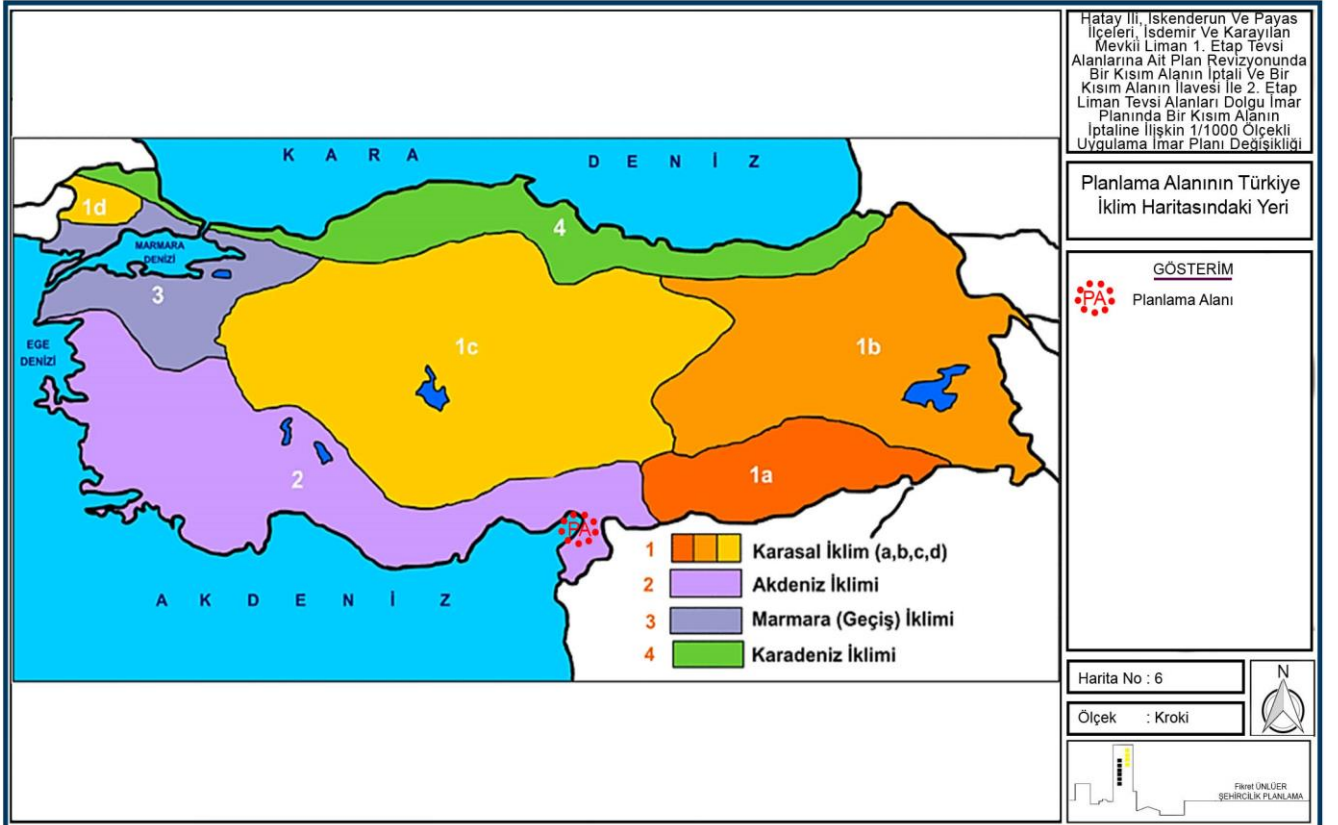 Hatay İli, İskenderun Ve Payas
İlçeleri, İsdemir Ve Karayılan
Mevkii Liman 1. Etap Tevsi
Alanlarına Ait Plan Revizyonunda
Bir Kısım Alanın İptali Ve Bir
Kısım Alanın İlavesi İle 2. Etap
Liman Tevsi Alanları Dolgu İmar
Planında Bir Kısım Alanın
İptaline İlişkin 1/1000 Ölçekli
Uygulama İmar Planı Değişikliği
Planlama Alanının Türkiye
İklim Haritasındaki Yeri
GÖSTERİM
PA Planlama Alanı
KARA DENİZ
1d
4
MARMARA
DENİZİ
3
EGE
DENİZİ
1c
1b
2
1a
PA
AKDENİZ
1 Karasal İklim (a,b,c,d)
2 Akdeniz İklimi
3 Marmara (Geçiş) İklimi
4 Karadeniz İklimi
Harita No : 6
Ölçek : Kroki
N
Fikret ÜNLÜER
ŞEHİRCİLİK PLANLAMA